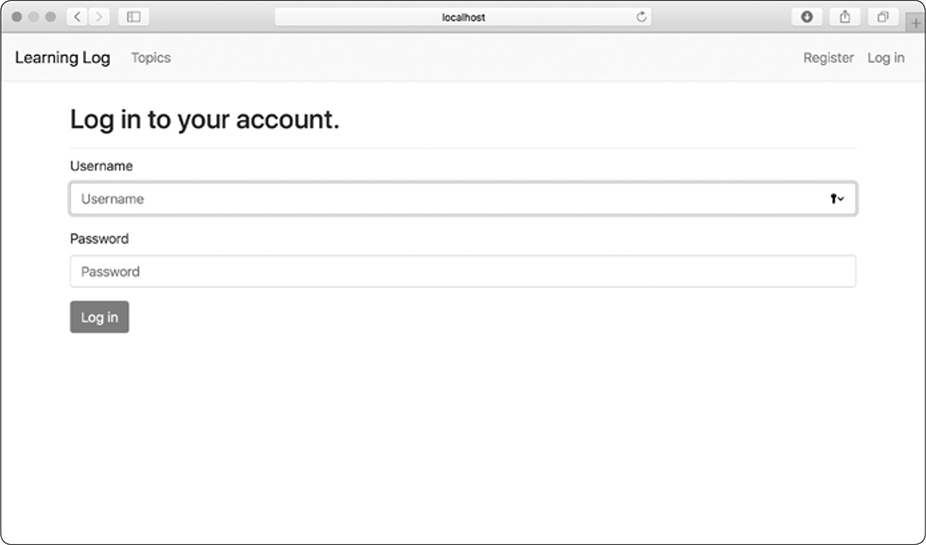 localhost
Learning Log Topics Register Log in
Log in to your account.
Username
Username
Password
Password
Log in